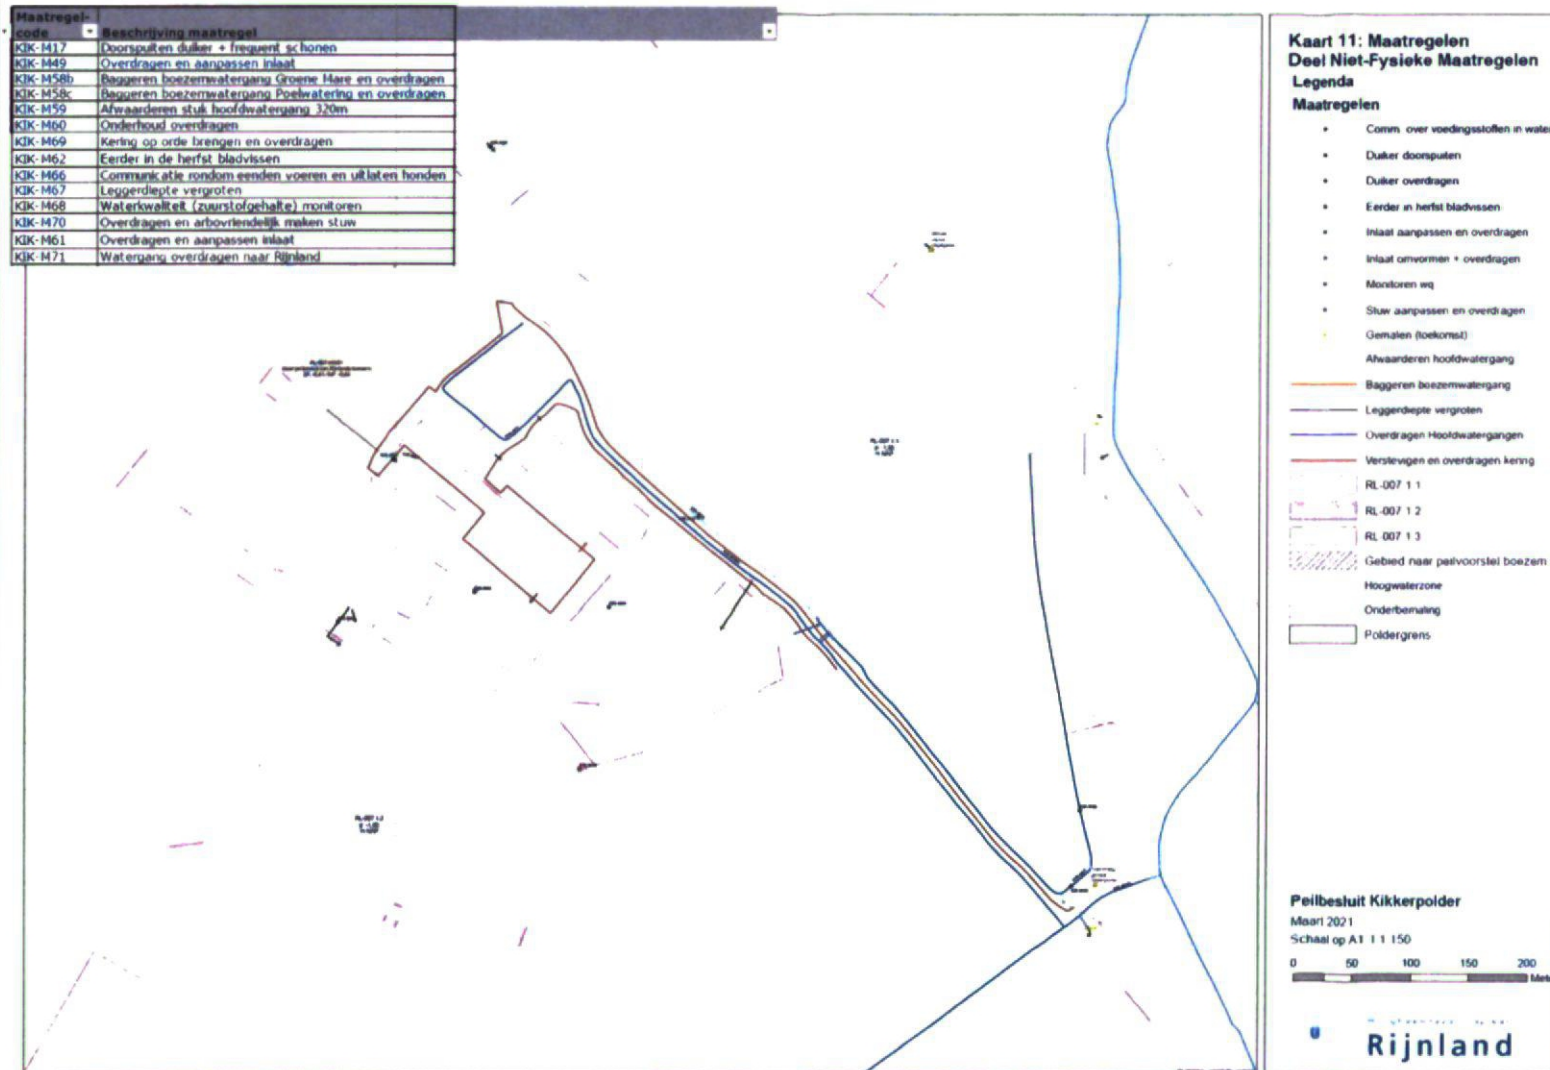 Maatregel-
code Beschrijving maatregel
KIK-M17 Doorspuiten duiker + frequent schonen
KIK-M49 Overdragen en aanpassen inlaat
KIK-M58b Baggeren boezemwatergang Groene Mare en overdragen
KIK-M58c Baggeren boezemwatergang Poelwatering en overdragen
KIK-M59 Afwaarderen stuk hoofdwatergang 320m
KIK-M60 Onderhoud overdragen
KIK-M69 Kering op orde brengen en overdragen
KIK-M62 Eerder in de herfst bladvissen
KIK-M66 Communicatie rondom eenden voeren en uitlaten honden
KIK-M67 Leggerdiepte vergroten
KIK-M68 Waterkwaliteit (zuurstofgehalte) monitoren
KIK-M70 Overdragen en arbovriendelijk maken stuw
KIK-M61 Overdragen en aanpassen inlaat
KIK-M71 Watergang overdragen naar Rijnland
Kaart 11: Maatregelen
Deel Niet-Fysieke Maatregelen
Legenda
Maatregelen
Comm. over voedingsstoffen in water
Duiker doorspuiten
Duiker overdragen
Eerder in herfst bladvissen
Inlaat aanpassen en overdragen
Inlaat omvormen + overdragen
Monitoren wq
Stuw aanpassen en overdragen
Gemalen (toekomst)
Afwaarderen hoofdwatergang
Baggeren boezemwatergang
Leggerdiepte vergroten
Overdragen Hoofdwatergangen
Verstevigen en overdragen kering
RL-007 1 1
RL-007 1 2
RL-007 1 3
Gebied naar peilvoorstel boezem
Hoogwaterzone
Onderbemaling
Poldergrens
Peilbesluit Kikkerpolder
Maart 2021
Schaal op A1 1 1 150
0 50 100 150 200
Rijnland